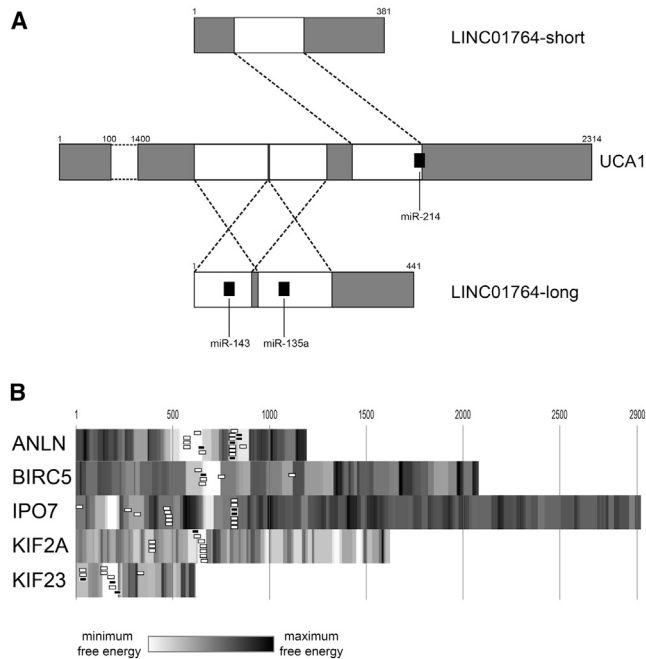 A
1 381
LINC01764-short
1 100 1400 2314
UCA1
miR-214
1 441
LINC01764-long
miR-143 miR-135a
B
1 500 1000 1500 2000 2500 2900
ANLN
BIRC5
IPO7
KIF2A
KIF23
minimum free energy
maximum free energy